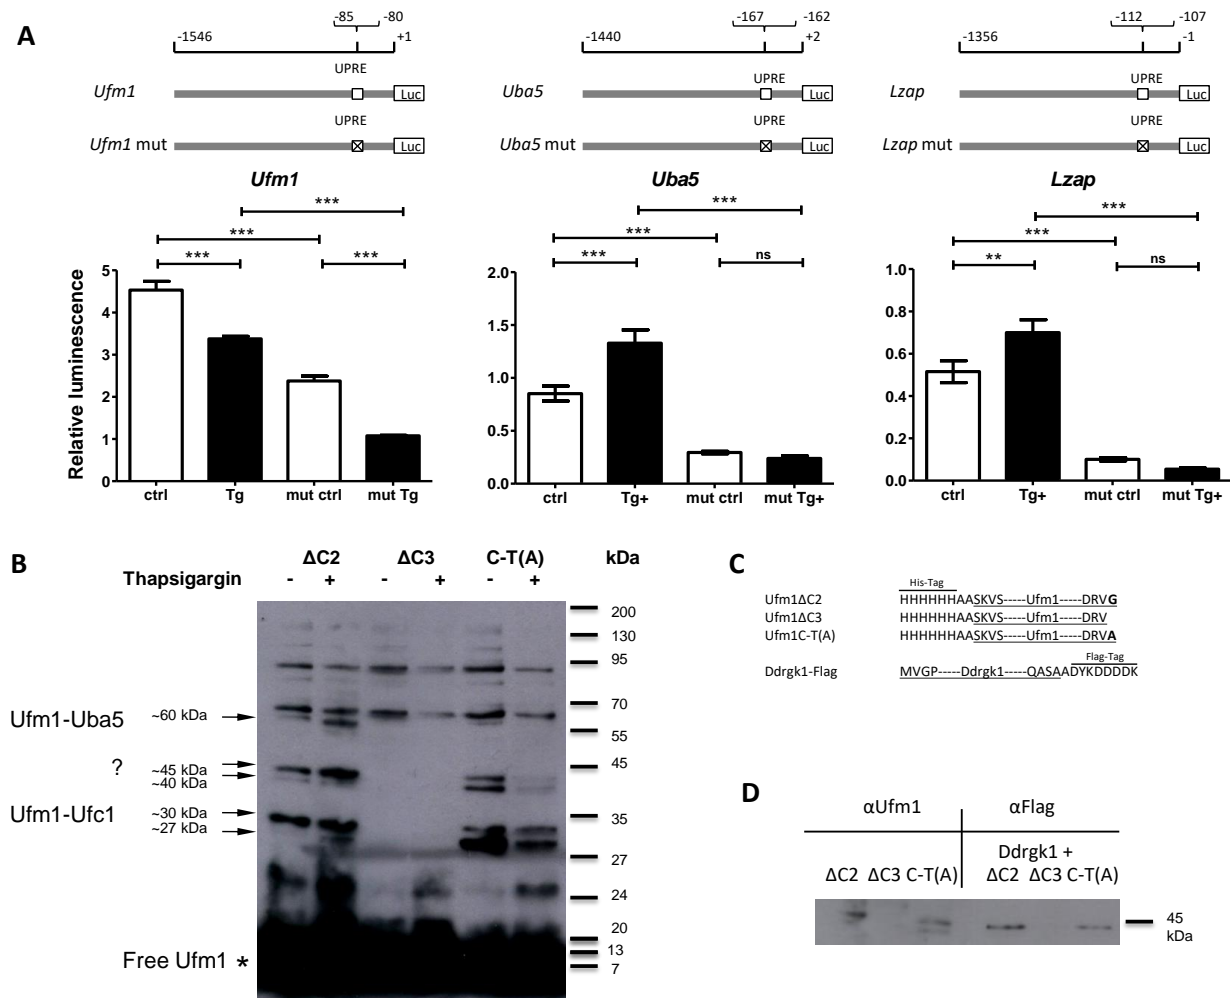 A
-85 -80
-1546 +1
UPRE
Ufm1 Luc
UPRE
Ufm1 mut Luc
-167 -162
-1440 +2
UPRE
Uba5 Luc
UPRE
Uba5 mut Luc
-112 -107
-1356 -1
UPRE
Lzap Luc
UPRE
Lzap mut Luc
Ufm1
***
***
*** ***
Relative luminescence
5
4
3
2
1
0
ctrl Tg mut ctrl mut Tg
Uba5
***
***
*** ns
2.0
1.5
1.0
0.5
0.0
ctrl Tg+ mut ctrl mut Tg+
Lzap
***
***
** ns
1.0
0.8
0.6
0.4
0.2
0.0
ctrl Tg+ mut ctrl mut Tg+
B
ΔC2 ΔC3 C-T(A) kDa
Thapsigargin - + - + - +
Ufm1-Uba5 ~60 kDa
? ~45 kDa
~40 kDa
Ufm1-Ufc1 ~30 kDa
~27 kDa
Free Ufm1 *
200
130
95
70
55
45
35
27
24
20
13
7
C
His-Tag
Ufm1ΔC2 HHHHHHAASKVS-----Ufm1-----DRVG
Ufm1ΔC3 HHHHHHAASKVS-----Ufm1-----DRV
Ufm1C-T(A) HHHHHHAASKVS-----Ufm1-----DRVA
Flag-Tag
Ddrgk1-Flag MVGP-----Ddrgk1-----QASAADYKDDDDK
D
αUfm1 αFlag
Ddrgk1 +
ΔC2 ΔC3 C-T(A) ΔC2 ΔC3 C-T(A)
45
kDa